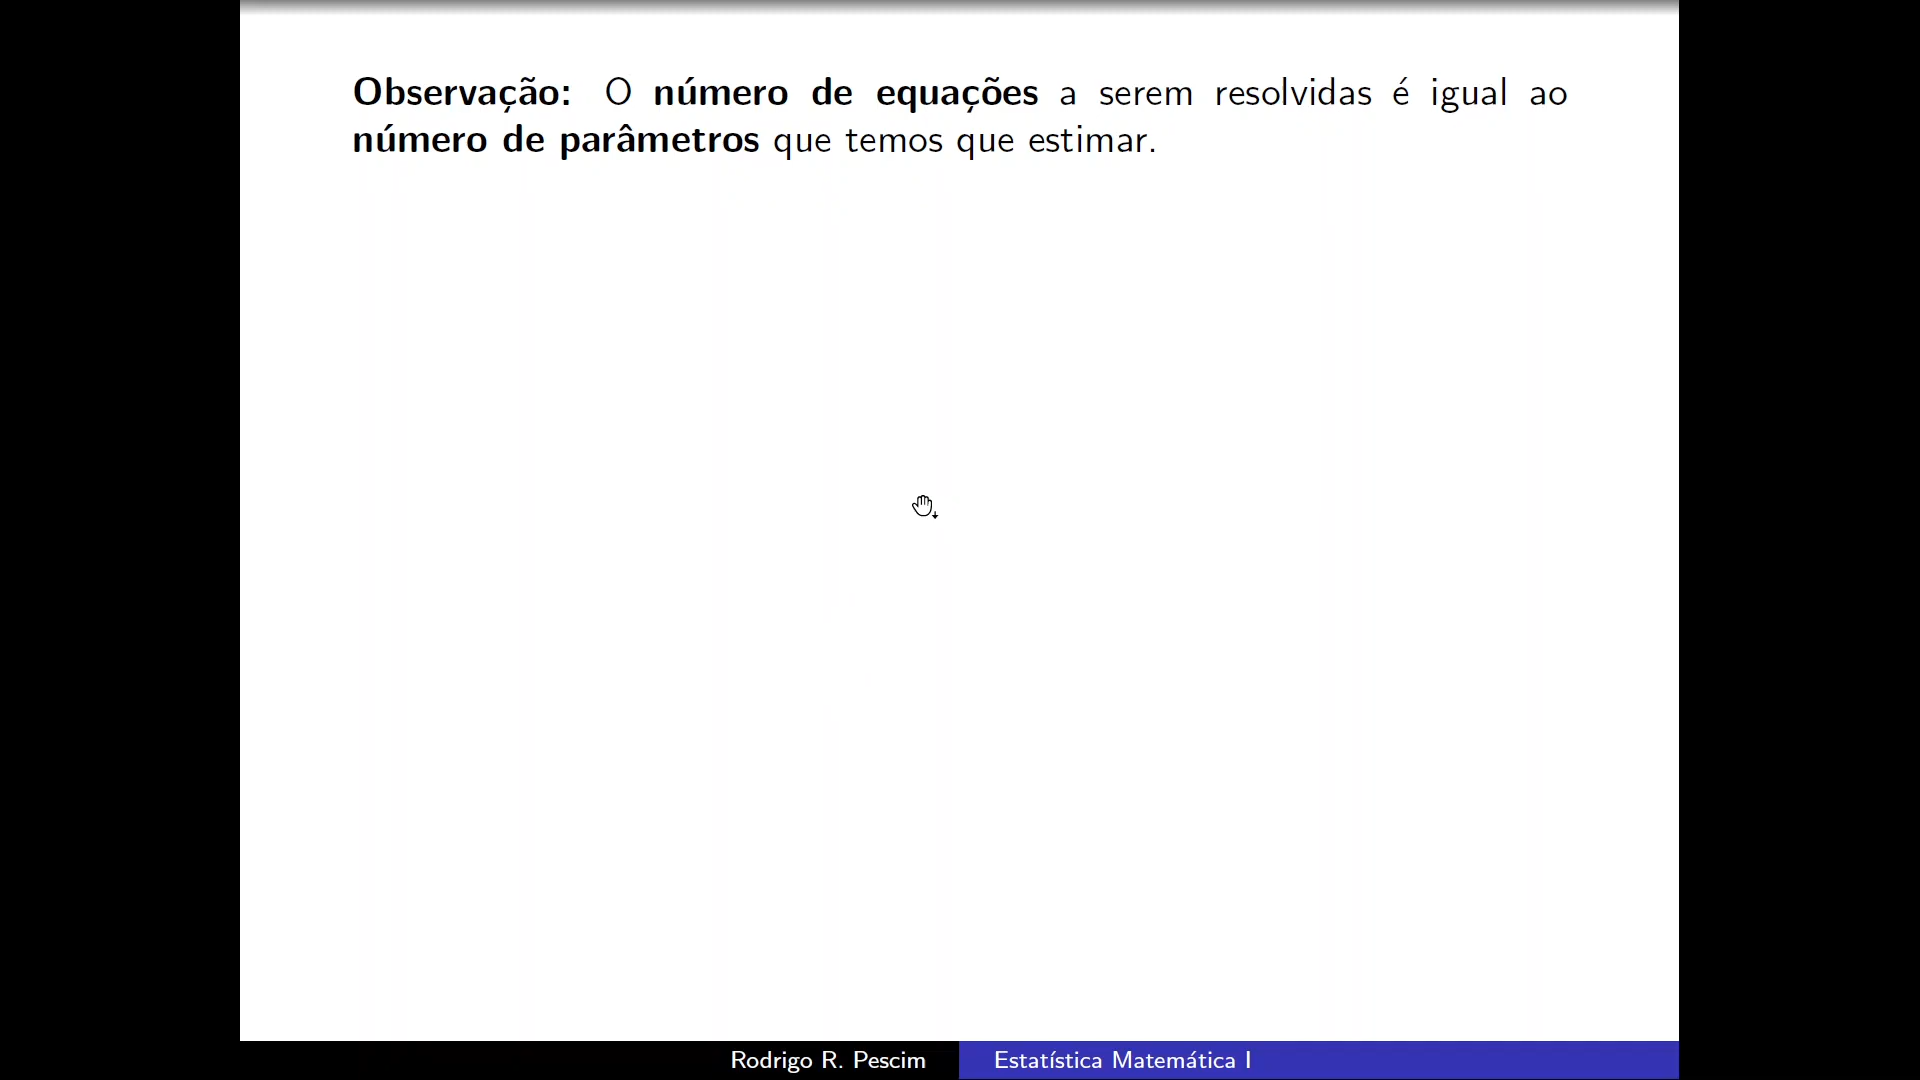 Observação: O número de equações a serem resolvidas é igual ao
número de parâmetros que temos que estimar.
Rodrigo R. Pescim
Estatística Matemática I